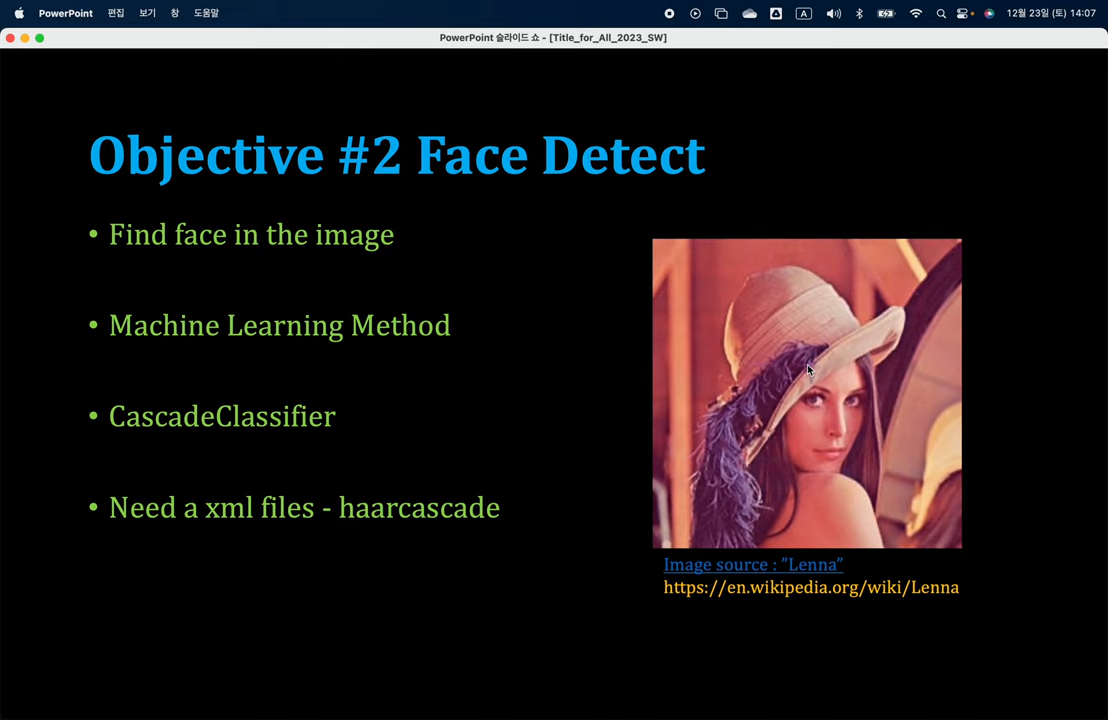 PowerPoint 편집 보기 창 도움말 A 12월 23일 (토) 14:07
PowerPoint 슬라이드 쇼 - [Title_for_All_2023_SW]
Objective #2 Face Detect
• Find face in the image
• Machine Learning Method
• CascadeClassifier
• Need a xml files - haarcascade
Image source : ”Lenna”
https://en.wikipedia.org/wiki/Lenna